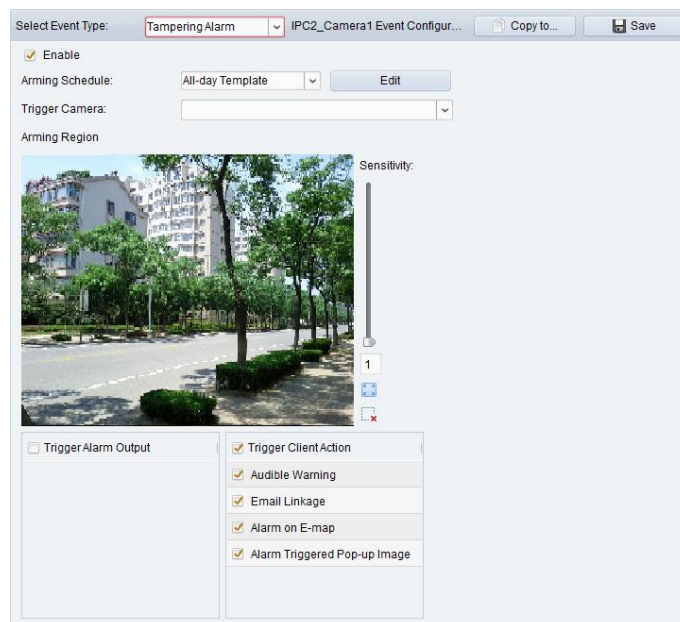 Select Event Type: Tampering Alarm IPC2_Camera1 Event Configur... Copy to... Save
Enable
Arming Schedule: All-day Template Edit
Trigger Camera:
Arming Region
Sensitivity:
1
Trigger Alarm Output
Trigger Client Action
Audible Warning
Email Linkage
Alarm on E-map
Alarm Triggered Pop-up Image